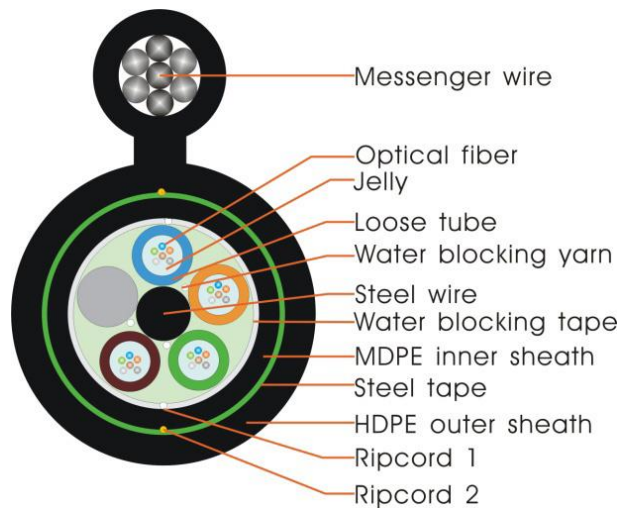 Messenger wire
Optical fiber
Jelly
Loose tube
Water blocking yarn
Steel wire
Water blocking tape
MDPE inner sheath
Steel tape
HDPE outer sheath
Ripcord 1
Ripcord 2